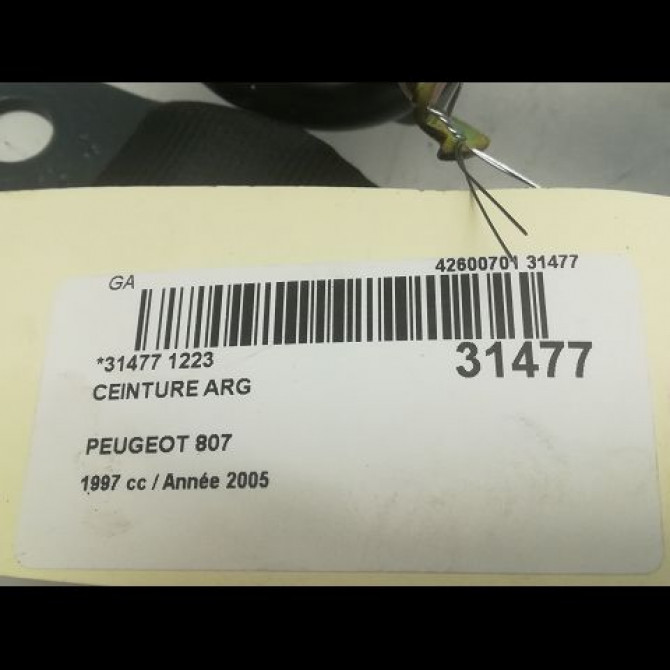 GA
42600701 31477
*31477 1223
31477
CEINTURE ARG
PEUGEOT 807
1997 cc / Année 2005